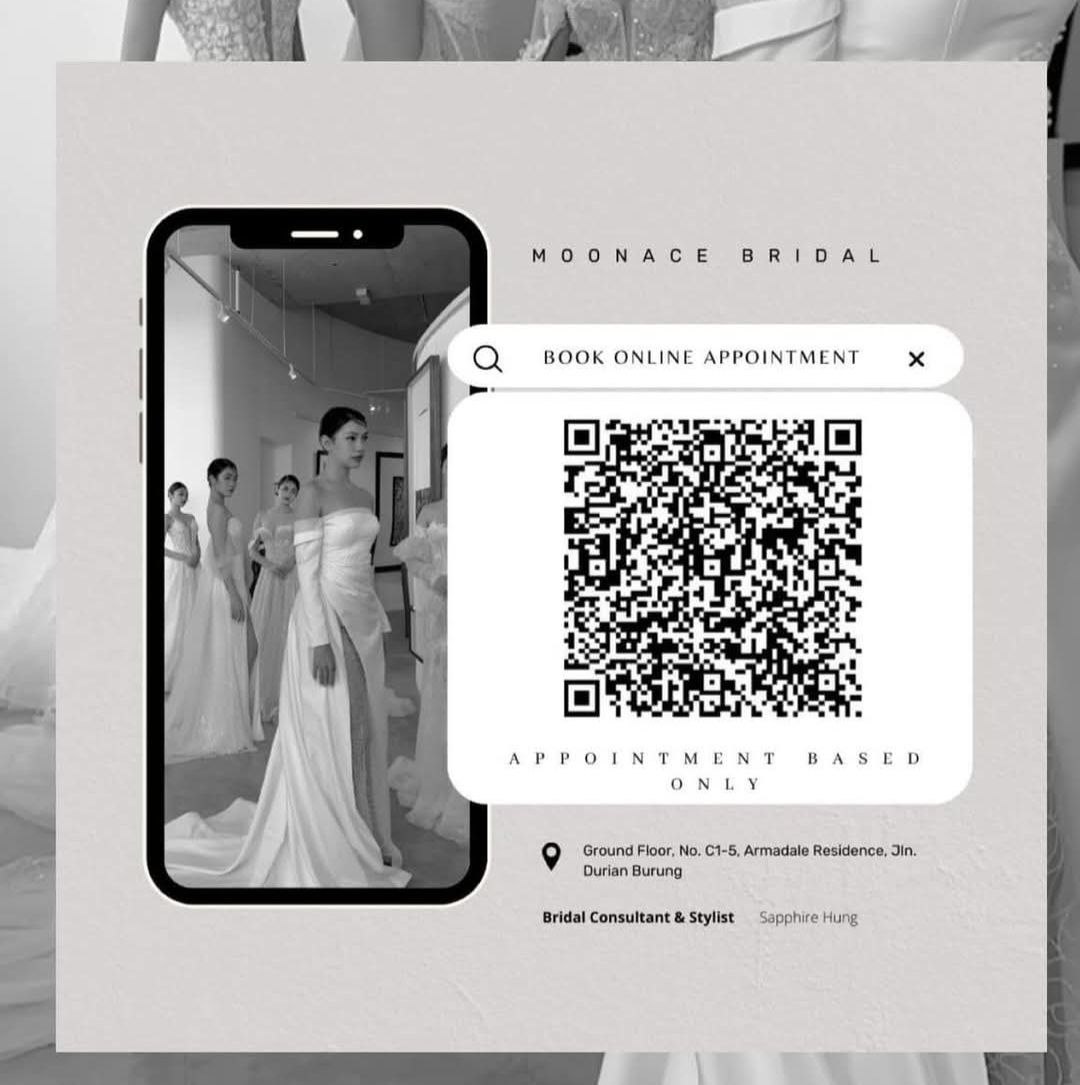 MOONACE BRIDAL
BOOK ONLINE APPOINTMENT
APPOINTMENT BASED
ONLY
Ground Floor, No. C1-5, Armadale Residence, Jln.
Durian Burung
Bridal Consultant & Stylist Sapphire Hung